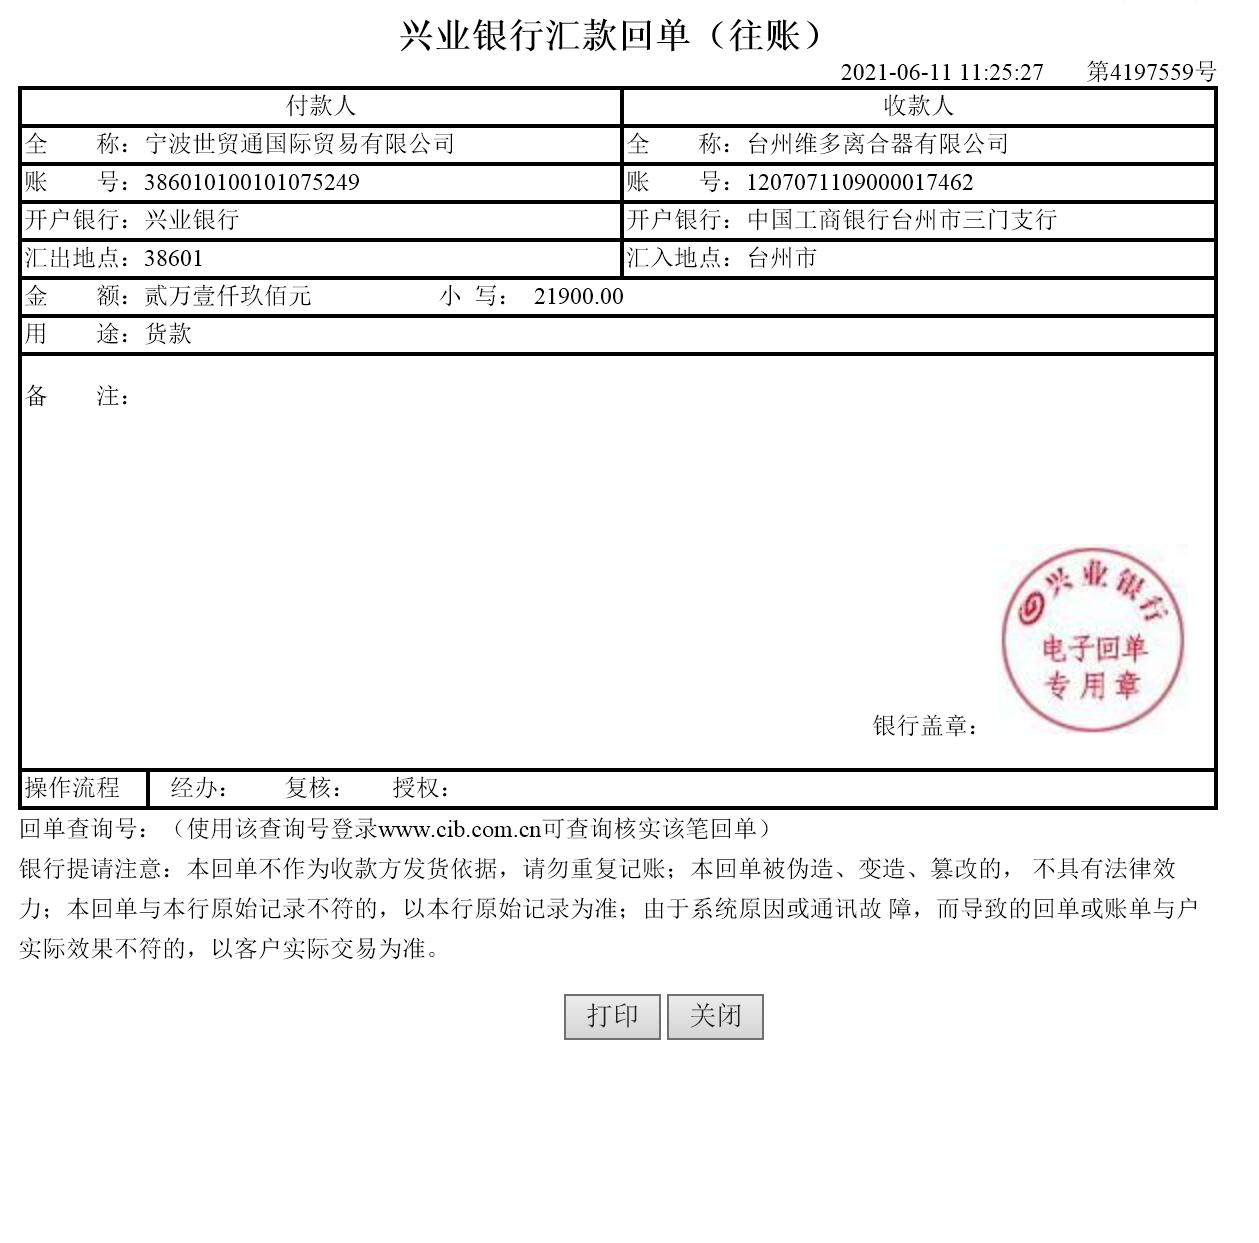 兴业银行汇款回单（往账）
2021-06-11 11:25:27 第4197559号
付款人 收款人
全 称：宁波世贸通国际贸易有限公司 全 称：台州维多离合器有限公司
账 号：386010100101075249 账 号：1207071109000017462
开户银行：兴业银行 开户银行：中国工商银行台州市三门支行
汇出地点：38601 汇入地点：台州市
金 额：贰万壹仟玖佰元 小 写： 21900.00
用 途：货款
备 注：
兴业银行
电子回单
专用章
银行盖章：
操作流程 经办： 复核： 授权：
回单查询号：（使用该查询号登录www.cib.com.cn可查询核实该笔回单）
银行提请注意：本回单不作为收款方发货依据，请勿重复记账；本回单被伪造、变造、篡改的， 不具有法律效
力；本回单与本行原始记录不符的，以本行原始记录为准；由于系统原因或通讯故 障，而导致的回单或账单与户
实际效果不符的，以客户实际交易为准。
打印 关闭